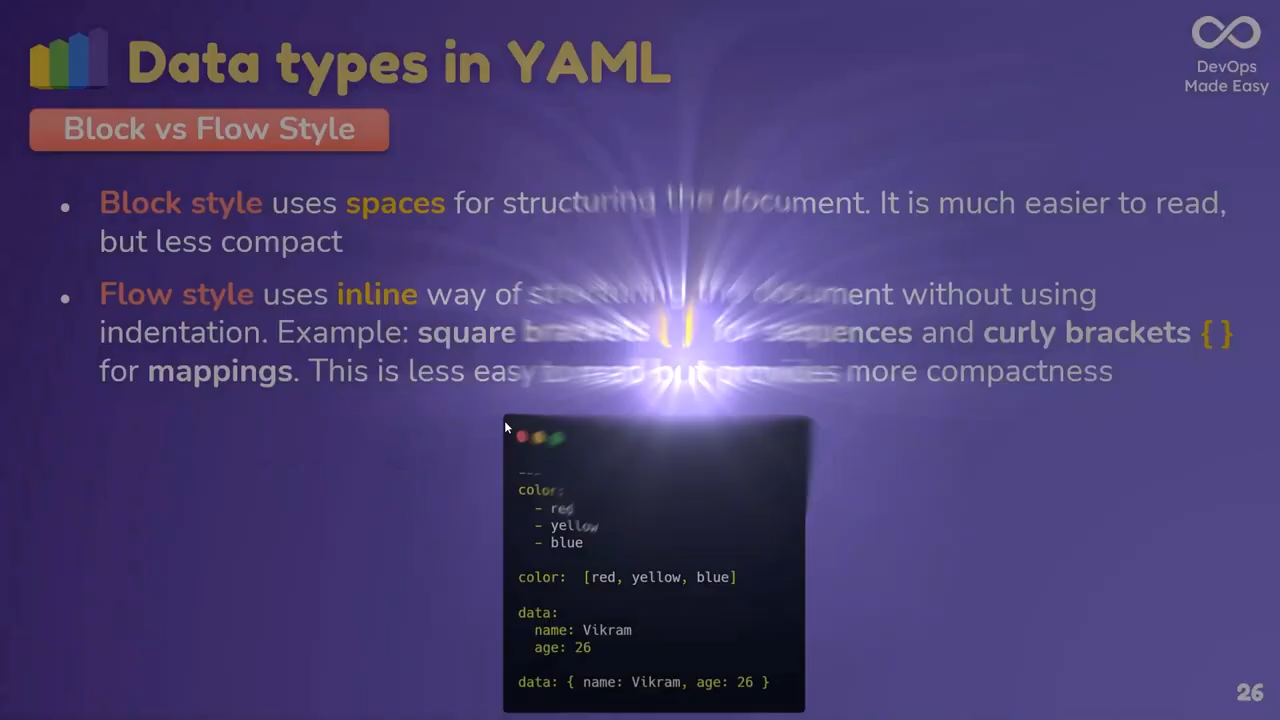 Data types in YAML
DevOps
Made Easy
Block vs Flow Style
• Block style uses spaces for structuring the document. It is much easier to read,
but less compact
• Flow style uses inline way of structuring the document without using
indentation. Example: square brackets [ ] for sequences and curly brackets { }
for mappings. This is less easy to read but provides more compactness
---
color:
- red
- yellow
- blue
color: [red, yellow, blue]
data:
name: Vikram
age: 26
data: { name: Vikram, age: 26 }
26